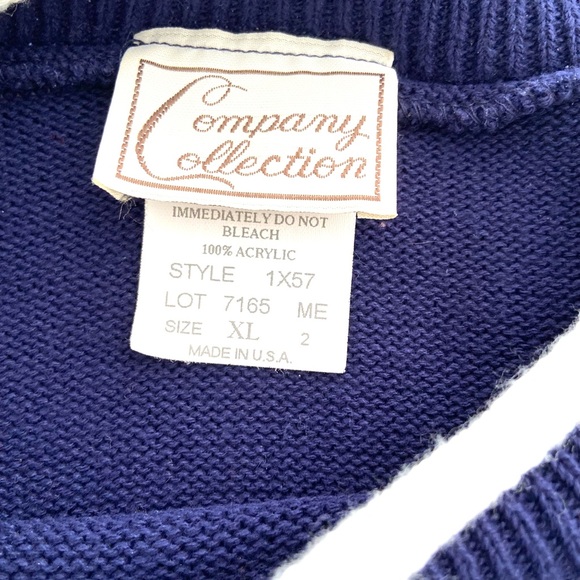 Company
Collection
IMMEDIATELY DO NOT
BLEACH
100% ACRYLIC
STYLE 1X57
LOT 7165 ME
SIZE XL 2
MADE IN U.S.A.